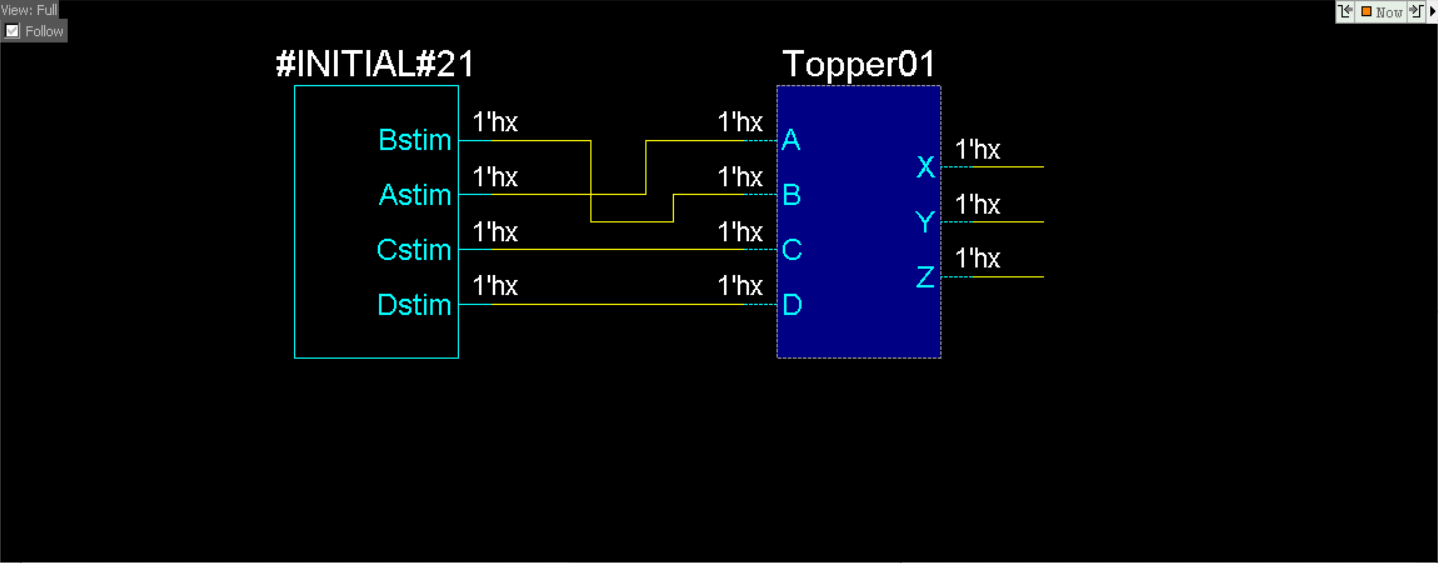 View: Full
Follow
Now
#INITIAL#21
Topper01
Bstim 1'hx 1'hx A
Astim 1'hx 1'hx B
Cstim 1'hx 1'hx C
Dstim 1'hx 1'hx D
X 1'hx
Y 1'hx
Z 1'hx